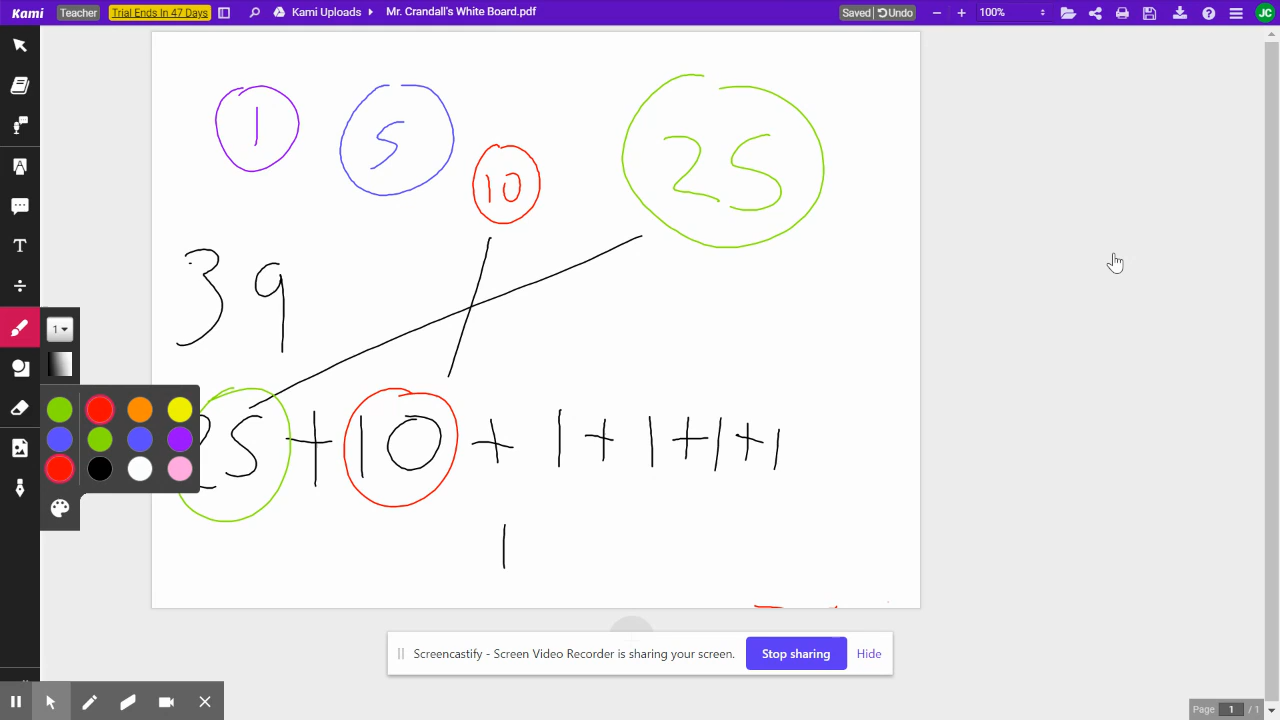 Kami Teacher Trial Ends In 47 Days Kami Uploads Mr. Crandall's White Board.pdf Saved Undo 100% JC
1 5 10 25
39
25+10+1+1+1+1
1
Screencastify - Screen Video Recorder is sharing your screen. Stop sharing Hide
Page 1 / 1